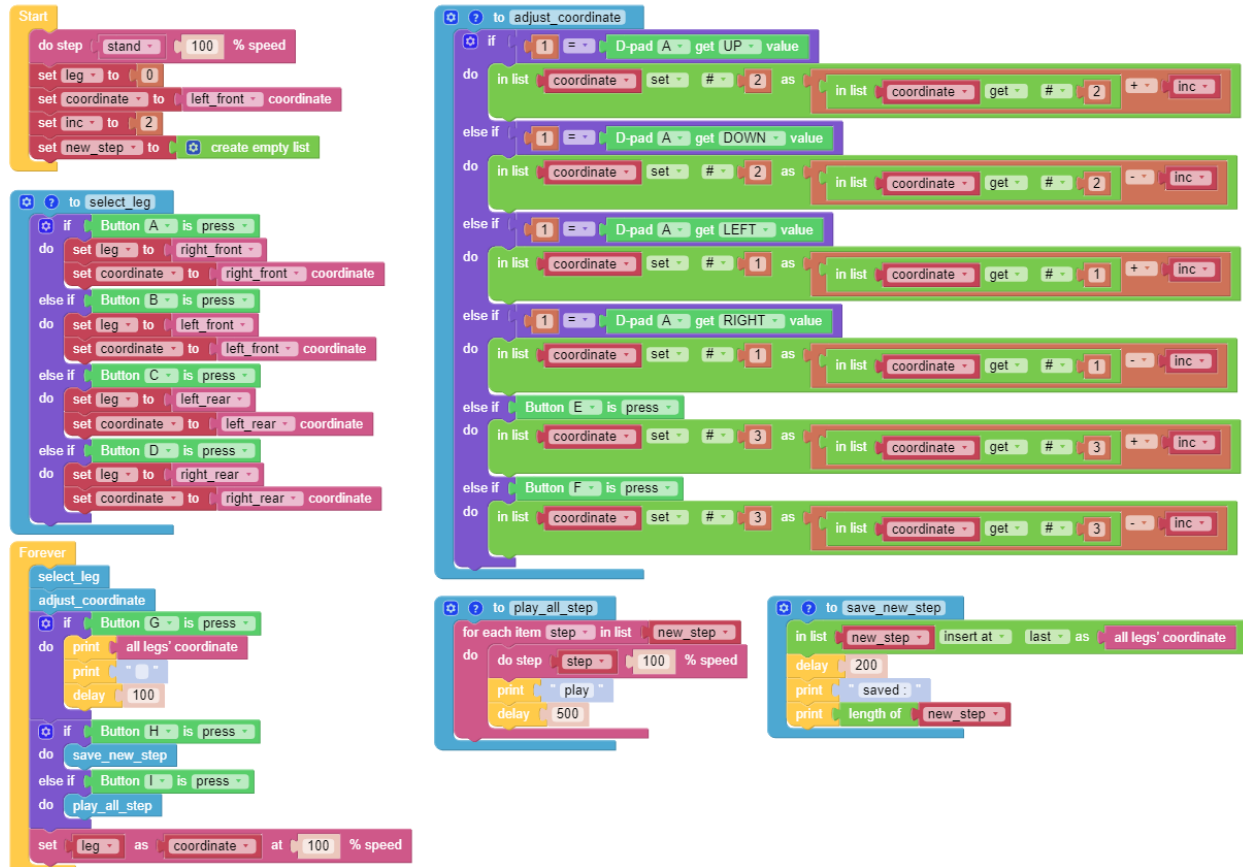 Start
do step stand 100 % speed
set leg to 0
set coordinate to left_front coordinate
set inc to 2
set new_step to create empty list
? to select_leg
if Button A is press
do set leg to right_front
set coordinate to right_front coordinate
else if Button B is press
do set leg to left_front
set coordinate to left_front coordinate
else if Button C is press
do set leg to left_rear
set coordinate to left_rear coordinate
else if Button D is press
do set leg to right_rear
set coordinate to right_rear coordinate
Forever
select_leg
adjust_coordinate
if Button G is press
do print all legs' coordinate
print " "
delay 100
if Button H is press
do save_new_step
else if Button I is press
do play_all_step
set leg as coordinate at 100 % speed
? to adjust_coordinate
if 1 = D-pad A get UP value
do in list coordinate set # 2 as in list coordinate get # 2 + inc
else if 1 = D-pad A get DOWN value
do in list coordinate set # 2 as in list coordinate get # 2 - inc
else if 1 = D-pad A get LEFT value
do in list coordinate set # 1 as in list coordinate get # 1 + inc
else if 1 = D-pad A get RIGHT value
do in list coordinate set # 1 as in list coordinate get # 1 - inc
else if Button E is press
do in list coordinate set # 3 as in list coordinate get # 3 + inc
else if Button F is press
do in list coordinate set # 3 as in list coordinate get # 3 - inc
? to play_all_step
for each item step in list new_step
do do step step 100 % speed
print " play "
delay 500
? to save_new_step
in list new_step insert at last as all legs' coordinate
delay 200
print " saved : "
print length of new_step